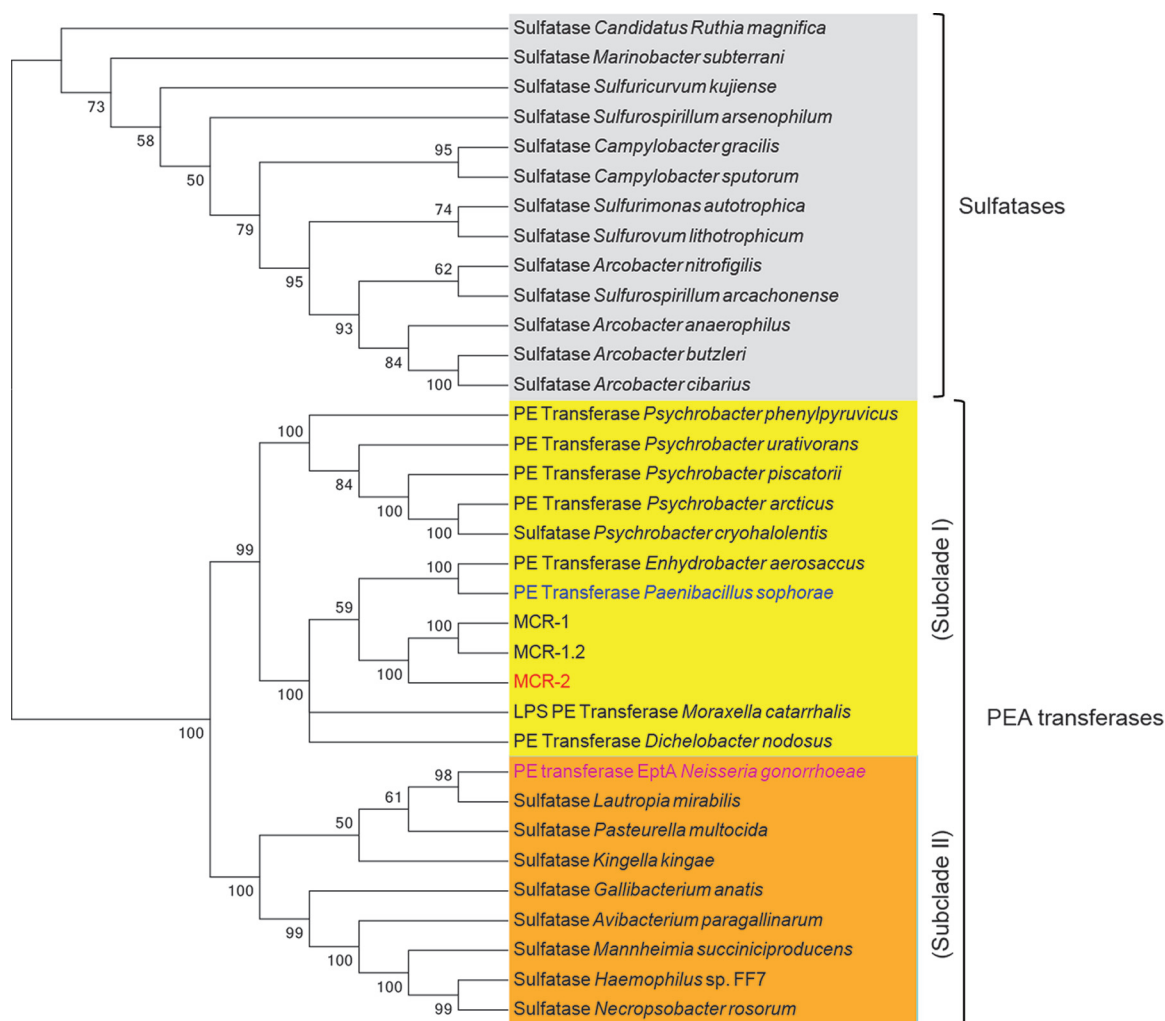 Sulfatase Candidatus Ruthia magnifica
Sulfatase Marinobacter subterrani
73
Sulfatase Sulfuricurvum kujiense
58
Sulfatase Sulfurospirillum arsenophilum
50
95
Sulfatase Campylobacter gracilis
Sulfatase Campylobacter sputorum
79
74
Sulfatase Sulfurimonas autotrophica
Sulfatase Sulfurovum lithotrophicum
95
62
Sulfatase Arcobacter nitrofigilis
Sulfatase Sulfurospirillum arcachonense
93
Sulfatase Arcobacter anaerophilus
84
Sulfatase Arcobacter butzleri
100
Sulfatase Arcobacter cibarius
Sulfatases
100
PE Transferase Psychrobacter phenylpyruvicus
PE Transferase Psychrobacter urativorans
84
PE Transferase Psychrobacter piscatorii
100
PE Transferase Psychrobacter arcticus
100
Sulfatase Psychrobacter cryohalolentis
99
100
PE Transferase Enhydrobacter aerosaccus
PE Transferase Paenibacillus sophorae
59
100
MCR-1
MCR-1.2
100
MCR-2
100
LPS PE Transferase Moraxella catarrhalis
PE Transferase Dichelobacter nodosus
(Subclade I)
PEA transferases
100
98
PE transferase EptA Neisseria gonorrhoeae
61
Sulfatase Lautropia mirabilis
50
Sulfatase Pasteurella multocida
Sulfatase Kingella kingae
100
Sulfatase Gallibacterium anatis
99
Sulfatase Avibacterium paragallinarum
100
Sulfatase Mannheimia succiniciproducens
100
Sulfatase Haemophilus sp. FF7
99
Sulfatase Necropsobacter rosorum
(Subclade II)